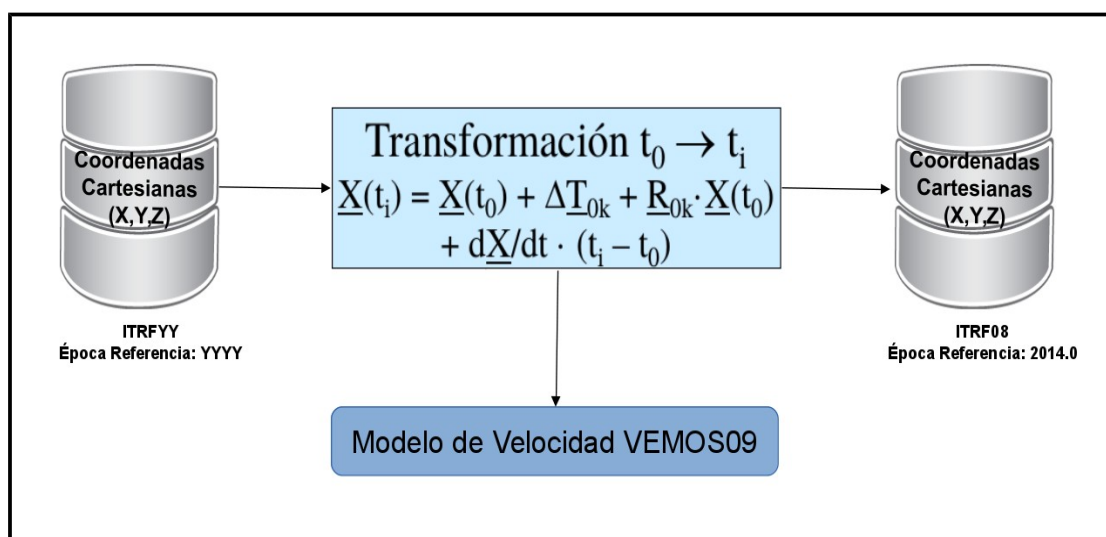 Coordenadas
Cartesianas
(X,Y,Z)
ITRFYY
Época Referencia: YYYY
Transformación t₀ → tᵢ
X(tᵢ) = X(t₀) + ΔT₀ₖ + R₀ₖ· X(t₀)
+ dX/dt · (tᵢ – t₀)
Modelo de Velocidad VEMOS09
Coordenadas
Cartesianas
(X,Y,Z)
ITRF08
Época Referencia: 2014.0